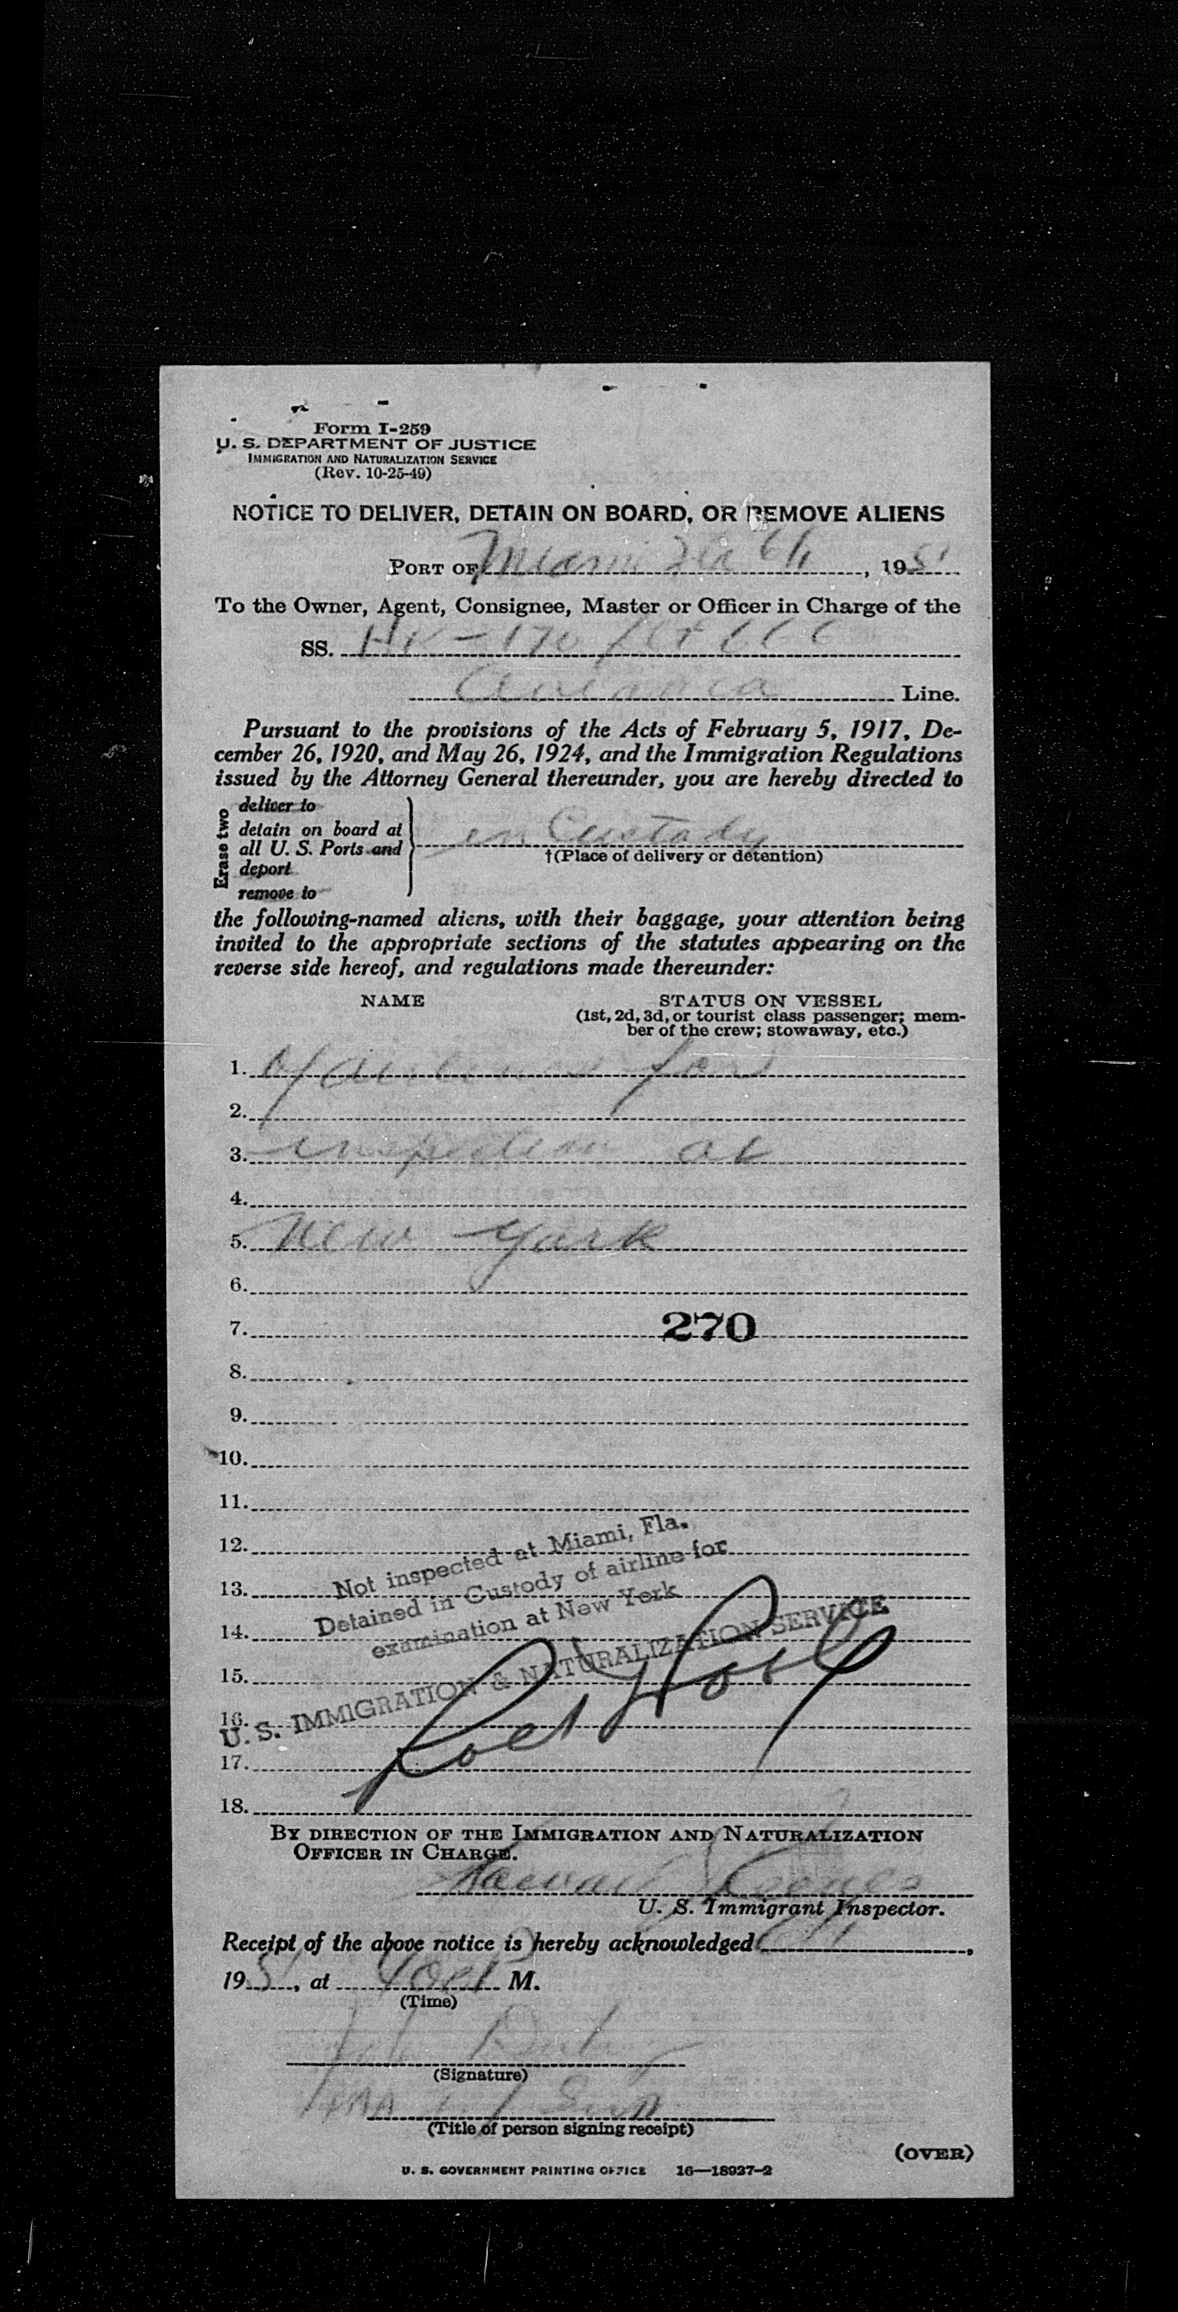 Form I-259
U. S. DEPARTMENT OF JUSTICE
IMMIGRATION AND NATURALIZATION SERVICE
(Rev. 10-25-49)
NOTICE TO DELIVER, DETAIN ON BOARD, OR REMOVE ALIENS
PORT OF Miami Fla 6/1, 1951
To the Owner, Agent, Consignee, Master or Officer in Charge of the
SS. HK-170
Avianca Line.
Pursuant to the provisions of the Acts of February 5, 1917, De-
cember 26, 1920, and May 26, 1924, and the Immigration Regulations
issued by the Attorney General thereunder, you are hereby directed to
Erase two
deliver to
detain on board at
all U. S. Ports and
deport
remove to
in Custody
†(Place of delivery or detention)
the following-named aliens, with their baggage, your attention being
invited to the appropriate sections of the statutes appearing on the
reverse side hereof, and regulations made thereunder:
NAME STATUS ON VESSEL
(1st, 2d, 3d, or tourist class passenger; mem-
ber of the crew; stowaway, etc.)
1. of airlines for
2.
3. inspection at
4.
5. New York
6.
7. 270
8.
9.
10.
11.
12.
13.
14.
15.
16.
17.
18.
Not inspected at Miami, Fla.
Detained in Custody of airline for
examination at New York
U. S. IMMIGRATION & NATURALIZATION SERVICE
BY DIRECTION OF THE IMMIGRATION AND NATURALIZATION
OFFICER IN CHARGE.
U. S. Immigrant Inspector.
Receipt of the above notice is hereby acknowledged
1951, at M.
(Time)
(Signature)
(Title of person signing receipt)
(OVER)
U. S. GOVERNMENT PRINTING OFFICE 16—18927-2